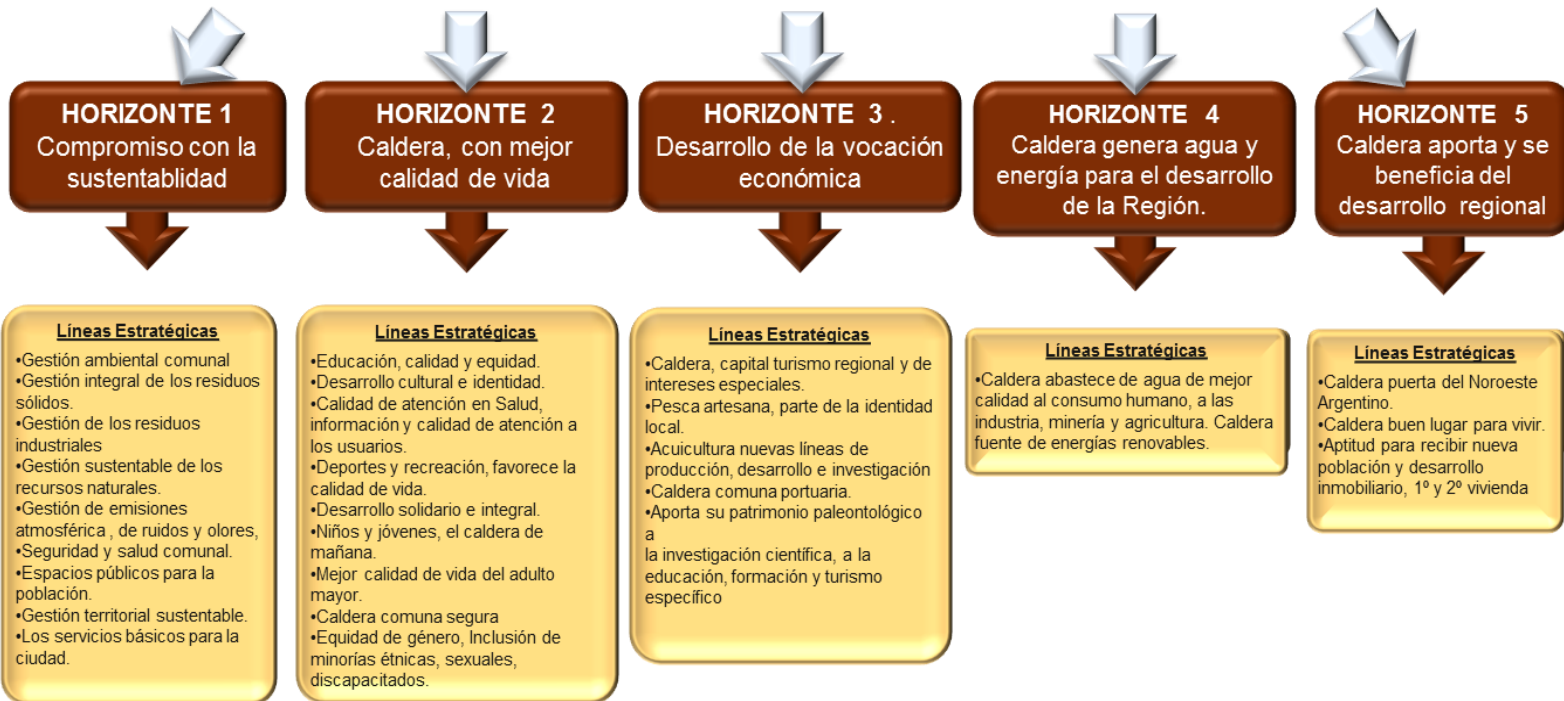 HORIZONTE 1
Compromiso con la
sustentablidad
HORIZONTE 2
Caldera, con mejor
calidad de vida
HORIZONTE 3 .
Desarrollo de la vocación
económica
HORIZONTE 4
Caldera genera agua y
energía para el desarrollo
de la Región.
HORIZONTE 5
Caldera aporta y se
beneficia del
desarrollo regional
Líneas Estratégicas
•Gestión ambiental comunal
•Gestión integral de los residuos
sólidos.
•Gestión de los residuos
industriales
•Gestión sustentable de los
recursos naturales.
•Gestión de emisiones
atmosférica , de ruidos y olores,
•Seguridad y salud comunal.
•Espacios públicos para la
población.
•Gestión territorial sustentable.
•Los servicios básicos para la
ciudad.
Líneas Estratégicas
•Educación, calidad y equidad.
•Desarrollo cultural e identidad.
•Calidad de atención en Salud,
información y calidad de atención a
los usuarios.
•Deportes y recreación, favorece la
calidad de vida.
•Desarrollo solidario e integral.
•Niños y jóvenes, el caldera de
mañana.
•Mejor calidad de vida del adulto
mayor.
•Caldera comuna segura
•Equidad de género, Inclusión de
minorías étnicas, sexuales,
discapacitados.
Líneas Estratégicas
•Caldera, capital turismo regional y de
intereses especiales.
•Pesca artesana, parte de la identidad
local.
•Acuicultura nuevas líneas de
producción, desarrollo e investigación
•Caldera comuna portuaria.
•Aporta su patrimonio paleontológico
a
la investigación científica, a la
educación, formación y turismo
específico
Líneas Estratégicas
•Caldera abastece de agua de mejor
calidad al consumo humano, a las
industria, minería y agricultura. Caldera
fuente de energías renovables.
Líneas Estratégicas
•Caldera puerta del Noroeste
Argentino.
•Caldera buen lugar para vivir.
•Aptitud para recibir nueva
población y desarrollo
inmobiliario, 1º y 2º vivienda